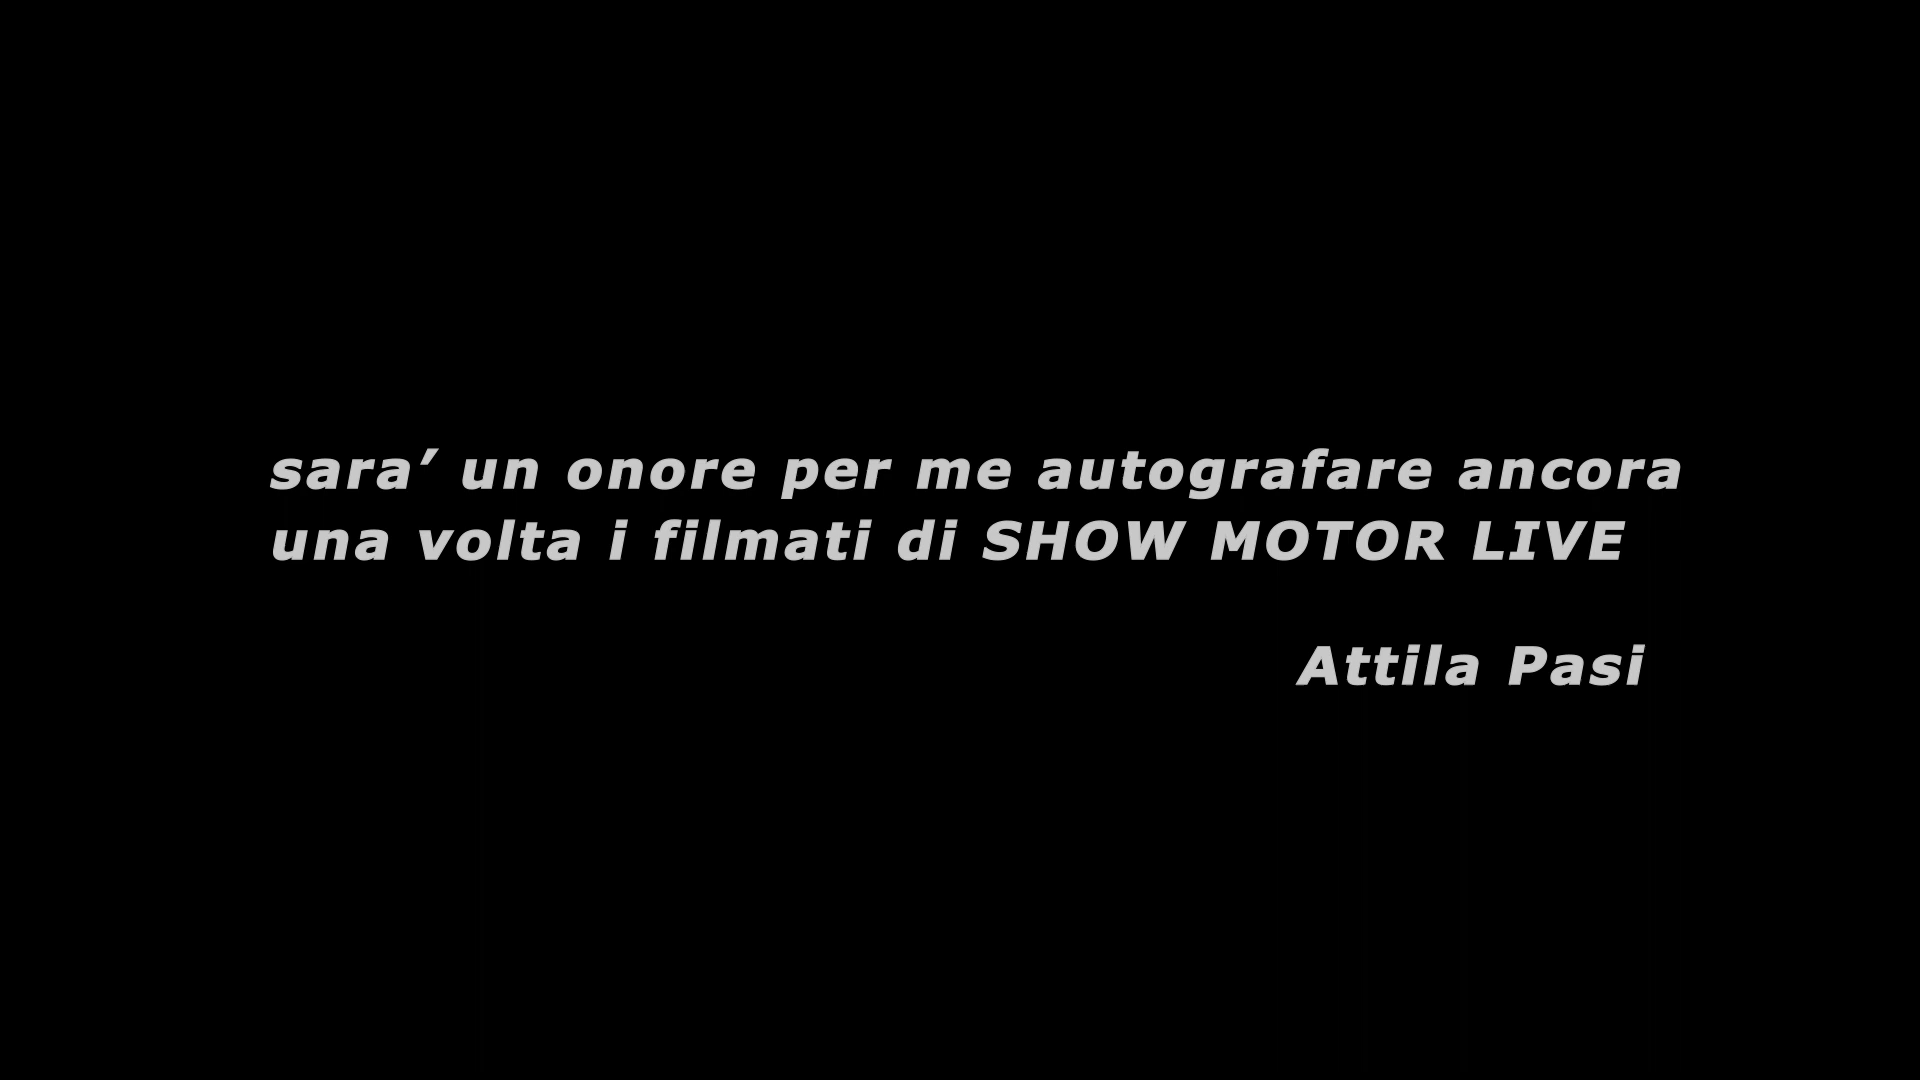 sara’ un onore per me autografare ancora
una volta i filmati di SHOW MOTOR LIVE
Attila Pasi